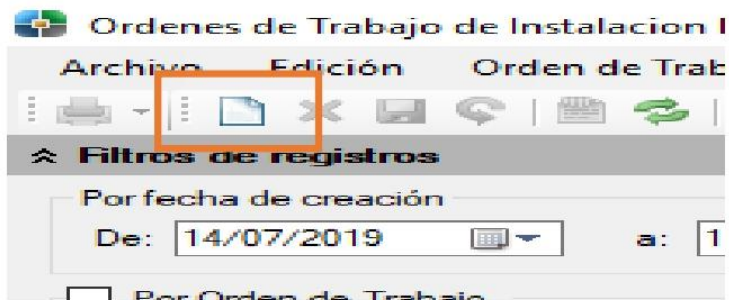 Ordenes de Trabajo de Instalacion
Archivo Edición Orden de Trab
Filtros de registros
Por fecha de creación
De: 14/07/2019 a: 1
Por Orden de Trabajo